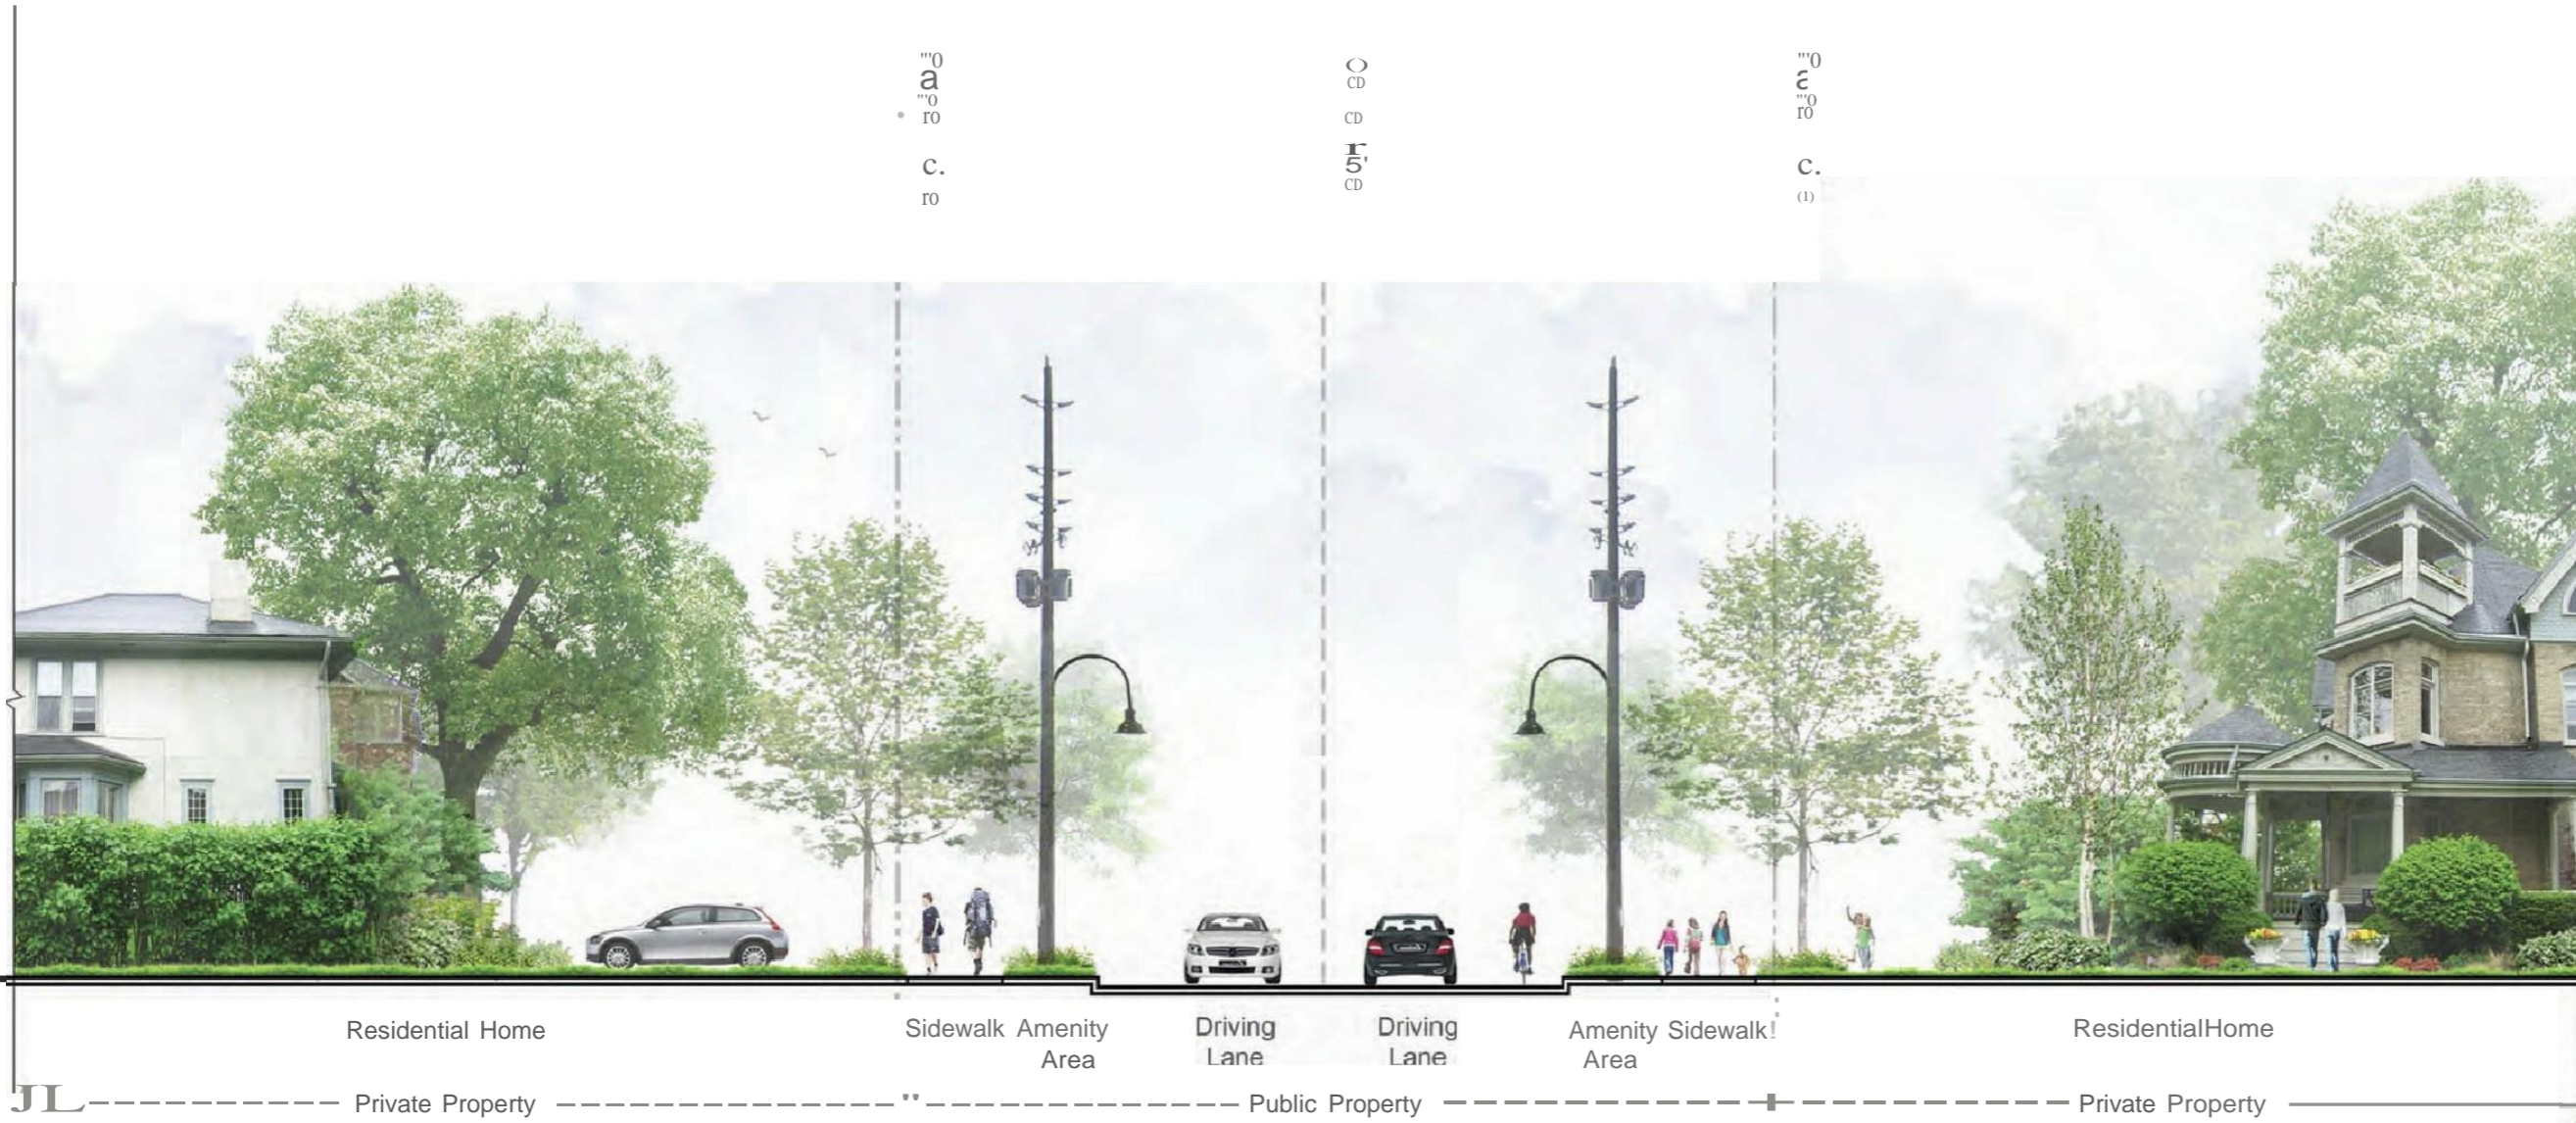 Residential Home
Sidewalk Amenity Area
Driving Lane
Driving Lane
Amenity Area
Sidewalk
ResidentialHome
Private Property
Public Property
Private Property